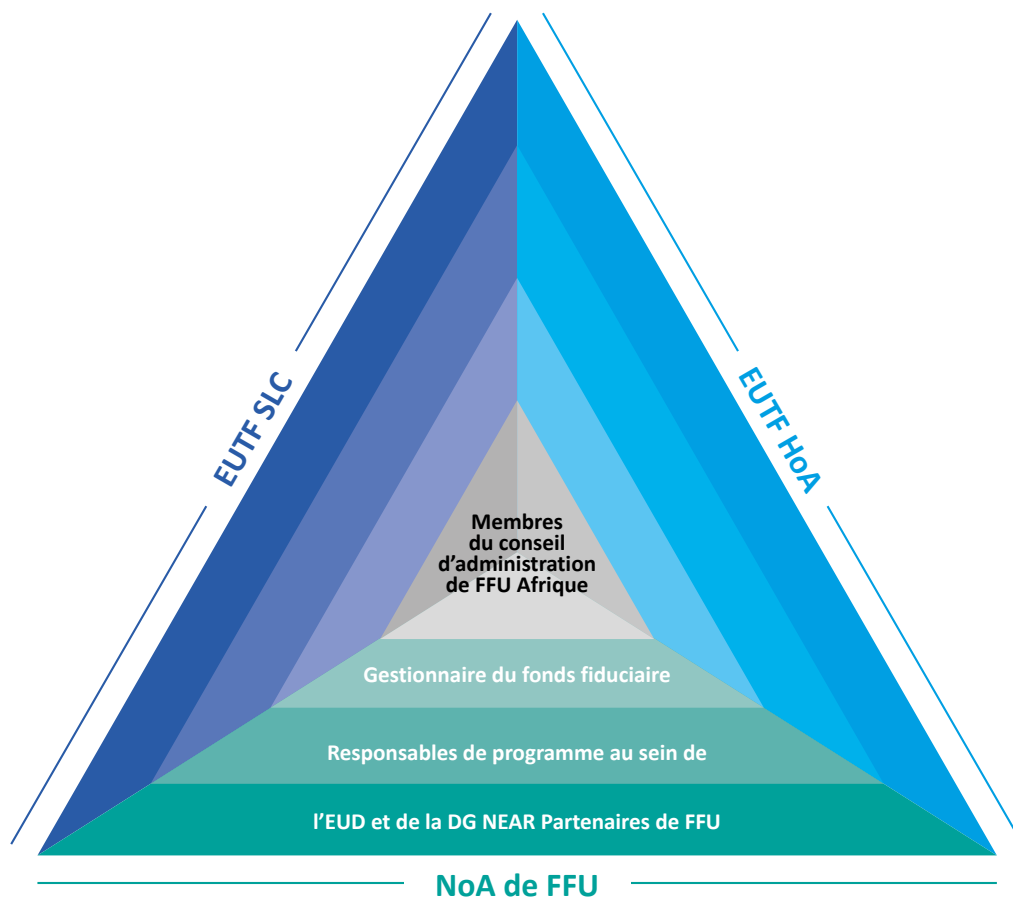 EUTF SLC
EUTF HoA
Membres
du conseil
d’administration
de FFU Afrique
Gestionnaire du fonds fiduciaire
Responsables de programme au sein de
l’EUD et de la DG NEAR Partenaires de FFU
NoA de FFU